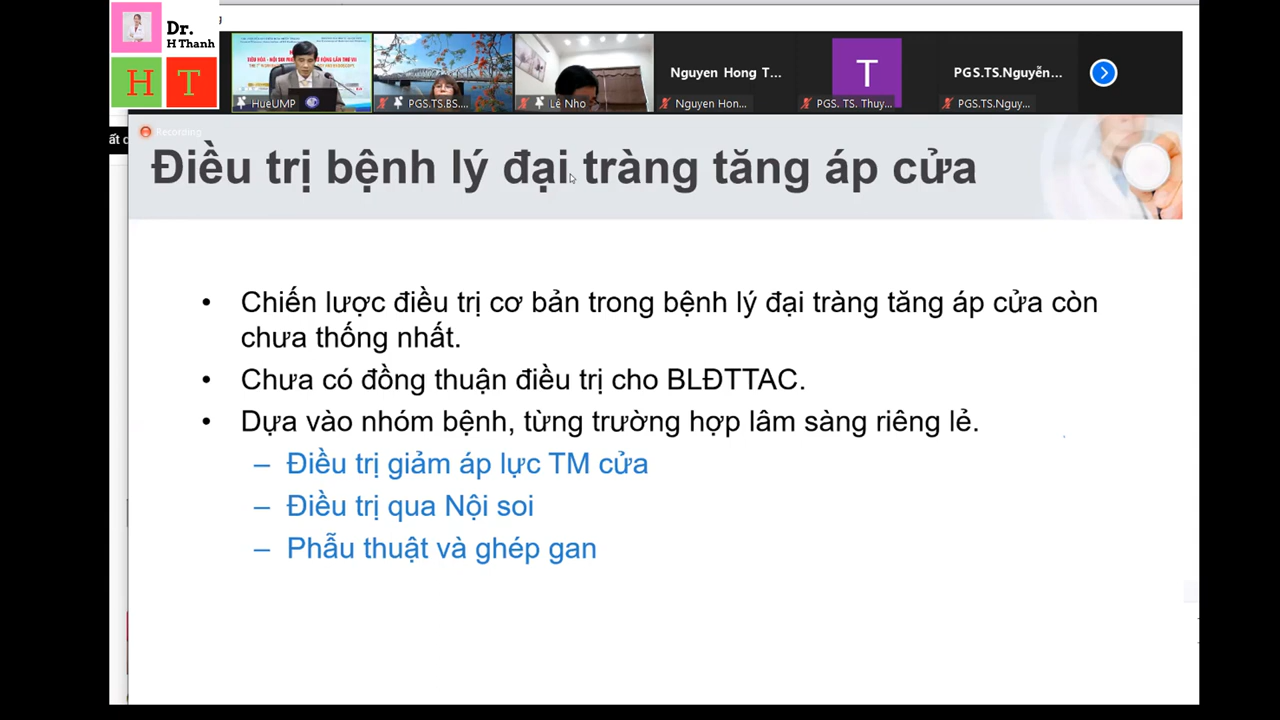 Dr.
H Thanh
H T
HueUMP
PGS.TS.BS....
Lê Nho
Nguyen Hong T...
Nguyen Hon...
T
PGS. TS. Thuy...
PGS.TS.Nguyễn...
PGS.TS.Nguy...
Recording
Điều trị bệnh lý đại tràng tăng áp cửa
• Chiến lược điều trị cơ bản trong bệnh lý đại tràng tăng áp cửa còn
chưa thống nhất.
• Chưa có đồng thuận điều trị cho BLĐTTAC.
• Dựa vào nhóm bệnh, từng trường hợp lâm sàng riêng lẻ.
– Điều trị giảm áp lực TM cửa
– Điều trị qua Nội soi
– Phẫu thuật và ghép gan